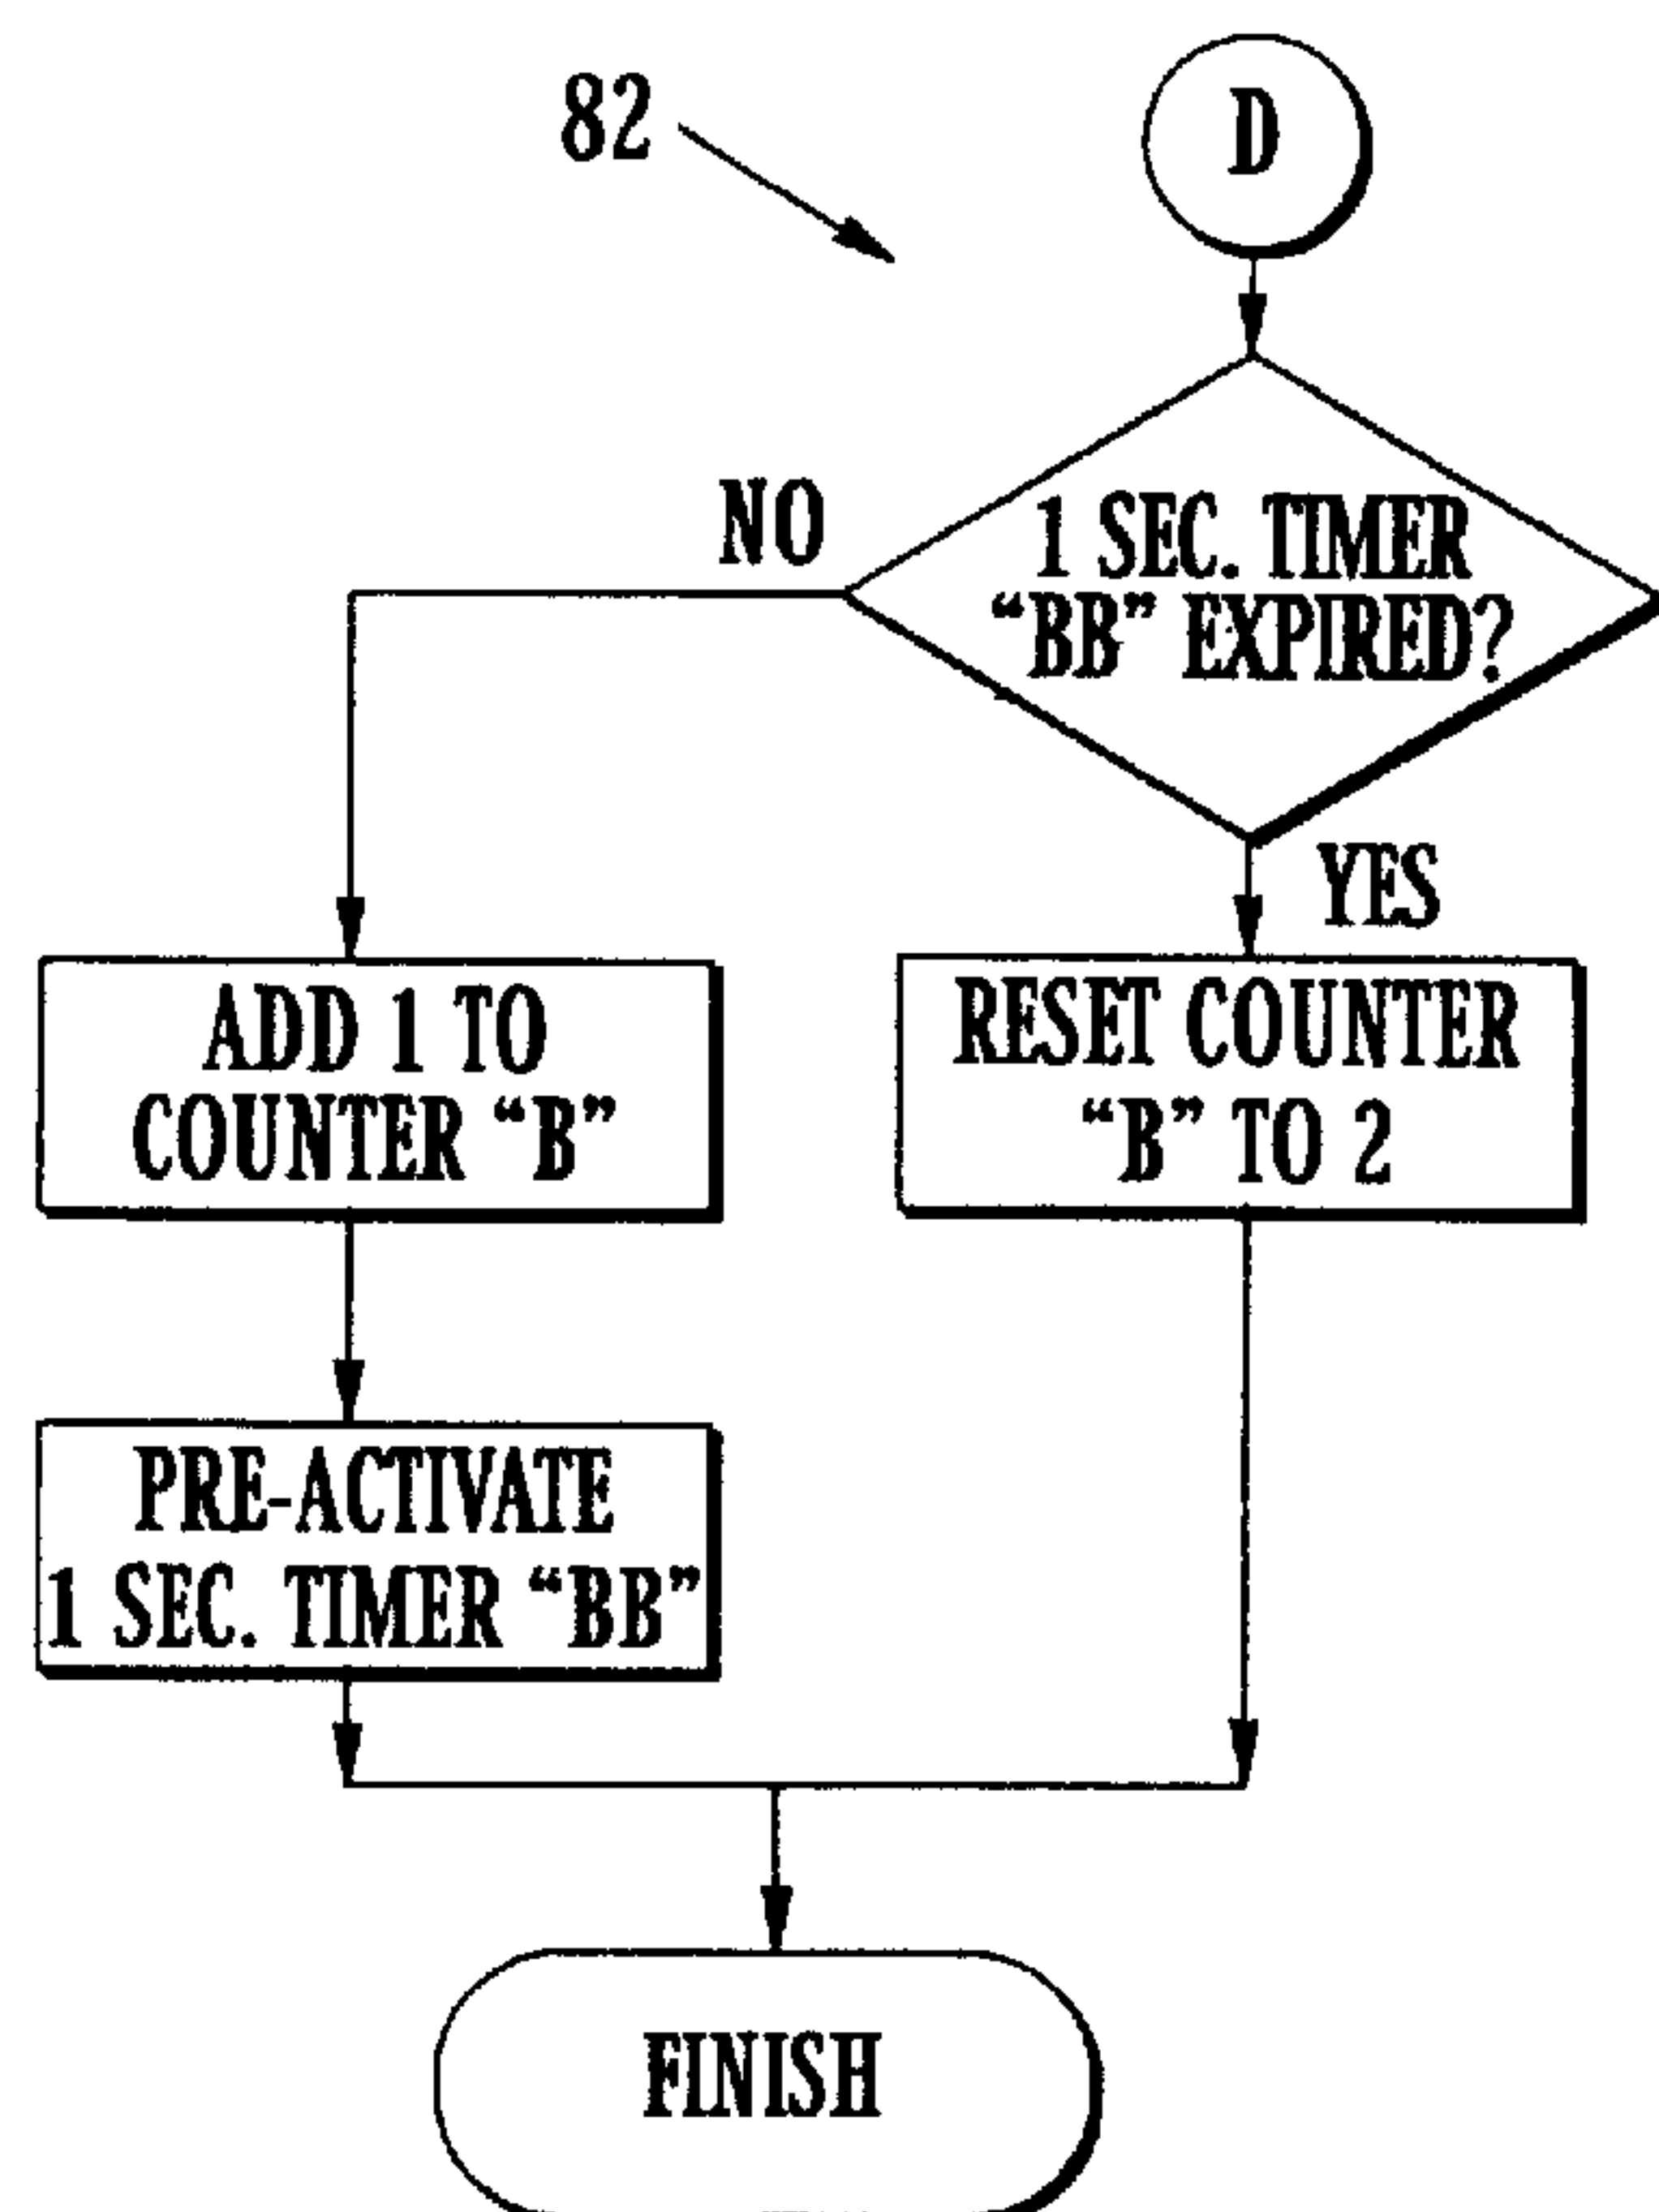 82
D
NO
1 SEC. TIMER
“BB” EXPIRED?
YES
ADD 1 TO
COUNTER “B”
RESET COUNTER
“B” TO 2
PRE-ACTIVATE
1 SEC. TIMER “BB”
FINISH